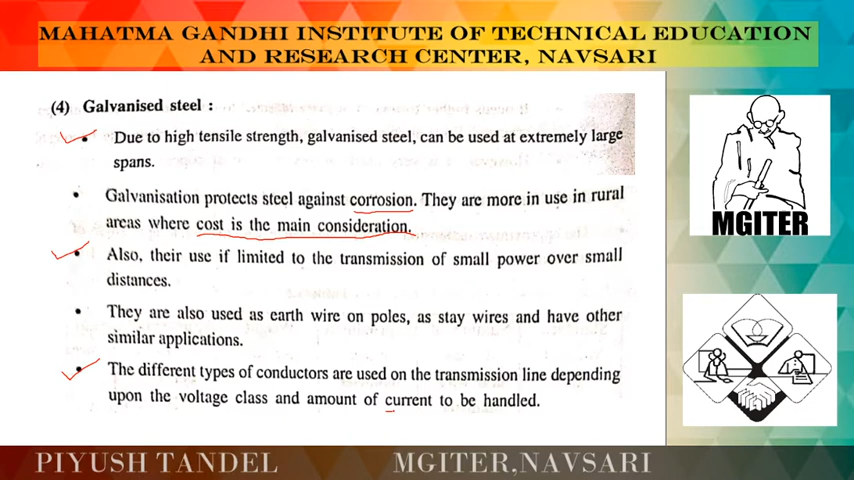 MAHATMA GANDHI INSTITUTE OF TECHNICAL EDUCATION
AND RESEARCH CENTER, NAVSARI
(4) Galvanised steel :
• Due to high tensile strength, galvanised steel, can be used at extremely large
spans.
• Galvanisation protects steel against corrosion. They are more in use in rural
areas where cost is the main consideration.
• Also, their use if limited to the transmission of small power over small
distances.
• They are also used as earth wire on poles, as stay wires and have other
similar applications.
• The different types of conductors are used on the transmission line depending
upon the voltage class and amount of current to be handled.
MGITER
PIYUSH TANDEL MGITER,NAVSARI